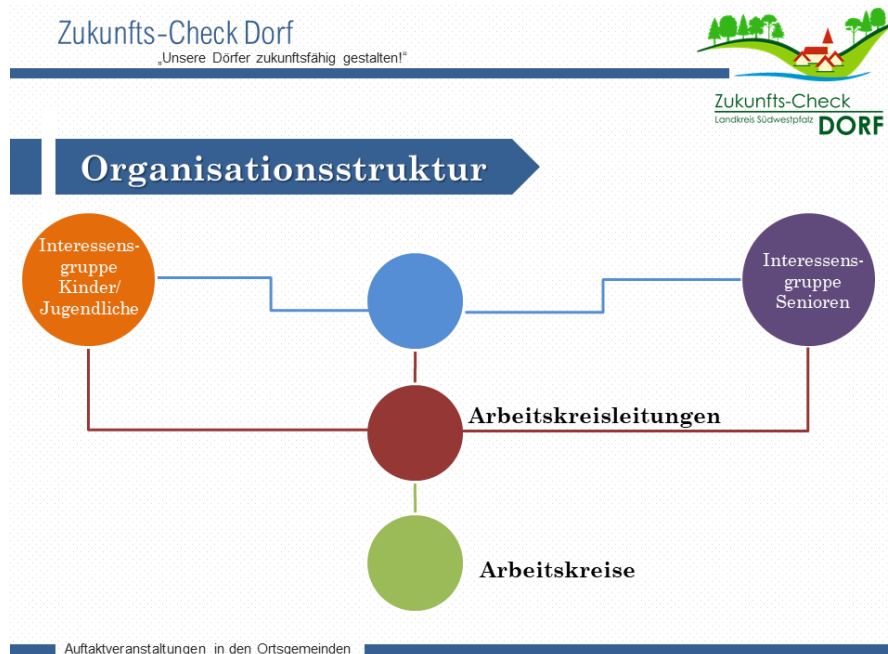 Zukunfts-Check Dorf
„Unsere Dörfer zukunftsfähig gestalten!“
Zukunfts-Check
Landkreis Südwestpfalz DORF
Organisationsstruktur
Interessens-
gruppe
Kinder/
Jugendliche
Interessens-
gruppe
Senioren
Arbeitskreisleitungen
Arbeitskreise
Auftaktveranstaltungen in den Ortsgemeinden